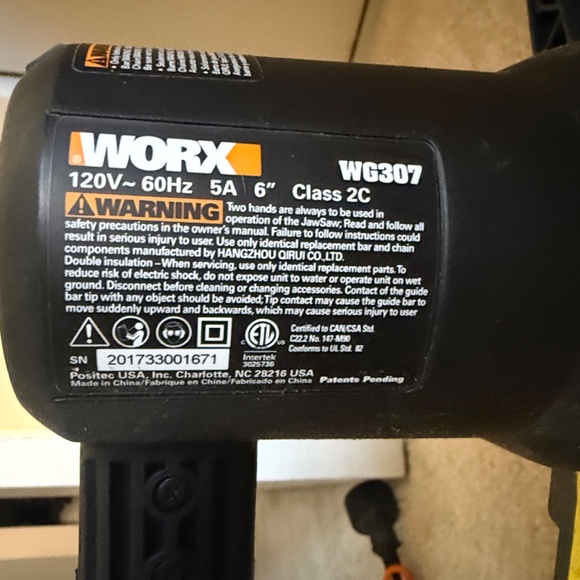 WORX
WG307
120V~ 60Hz 5A 6" Class 2C
WARNING Two hands are always to be used in
operation of the JawSaw; Read and follow all
safety precautions in the owner's manual. Failure to follow instructions could
result in serious injury to user. Use only identical replacement bar and chain
components manufactured by HANGZHOU QIRUI CO.,LTD.
Double insulation – When servicing, use only identical replacement parts. To
reduce risk of electric shock, do not expose unit to water or operate unit on wet
ground. Disconnect before cleaning or changing accessories. Contact of the guide
bar tip with any object should be avoided; Tip contact may cause the guide bar to
move suddenly upward and backwards, which may cause serious injury to user
C ETL US
Intertek
3025736
Certified to CAN/CSA Std.
C22.2 No. 147-M90
Conforms to UL Std. 82
SN 201733001671
Positec USA, Inc. Charlotte, NC 28216 USA
Made in China/Fabriqué en Chine/Fabricado en China Patents Pending